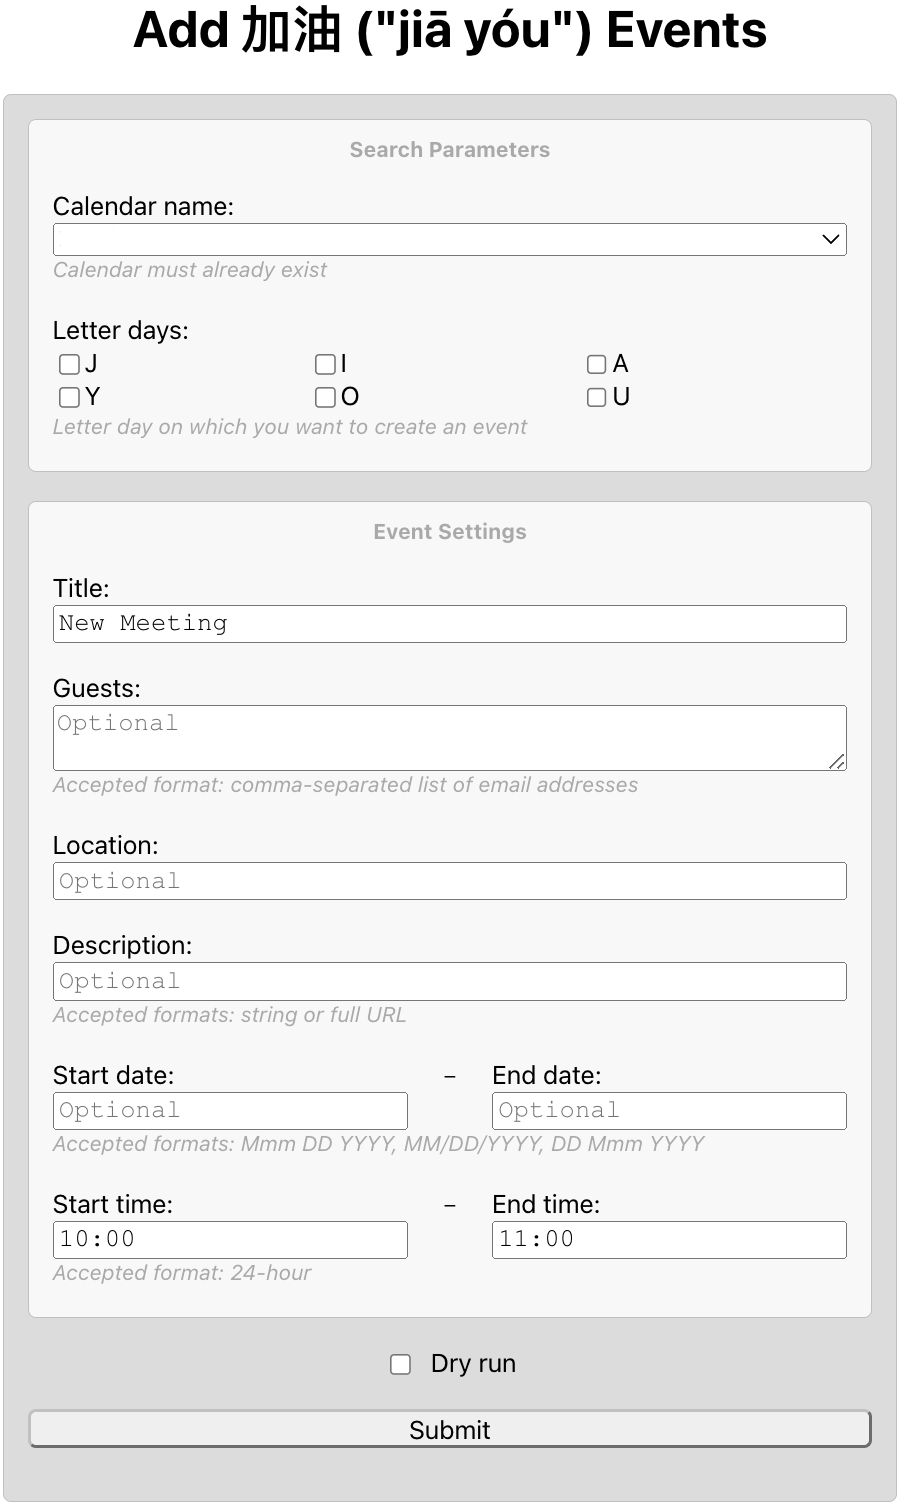 Add 加油 ("jiā yóu") Events
Search Parameters
Calendar name:
Calendar must already exist
Letter days:
J I A
Y O U
Letter day on which you want to create an event
Event Settings
Title:
New Meeting
Guests:
Optional
Accepted format: comma-separated list of email addresses
Location:
Optional
Description:
Optional
Accepted formats: string or full URL
Start date: – End date:
Optional Optional
Accepted formats: Mmm DD YYYY, MM/DD/YYYY, DD Mmm YYYY
Start time: – End time:
10:00 11:00
Accepted format: 24-hour
Dry run
Submit